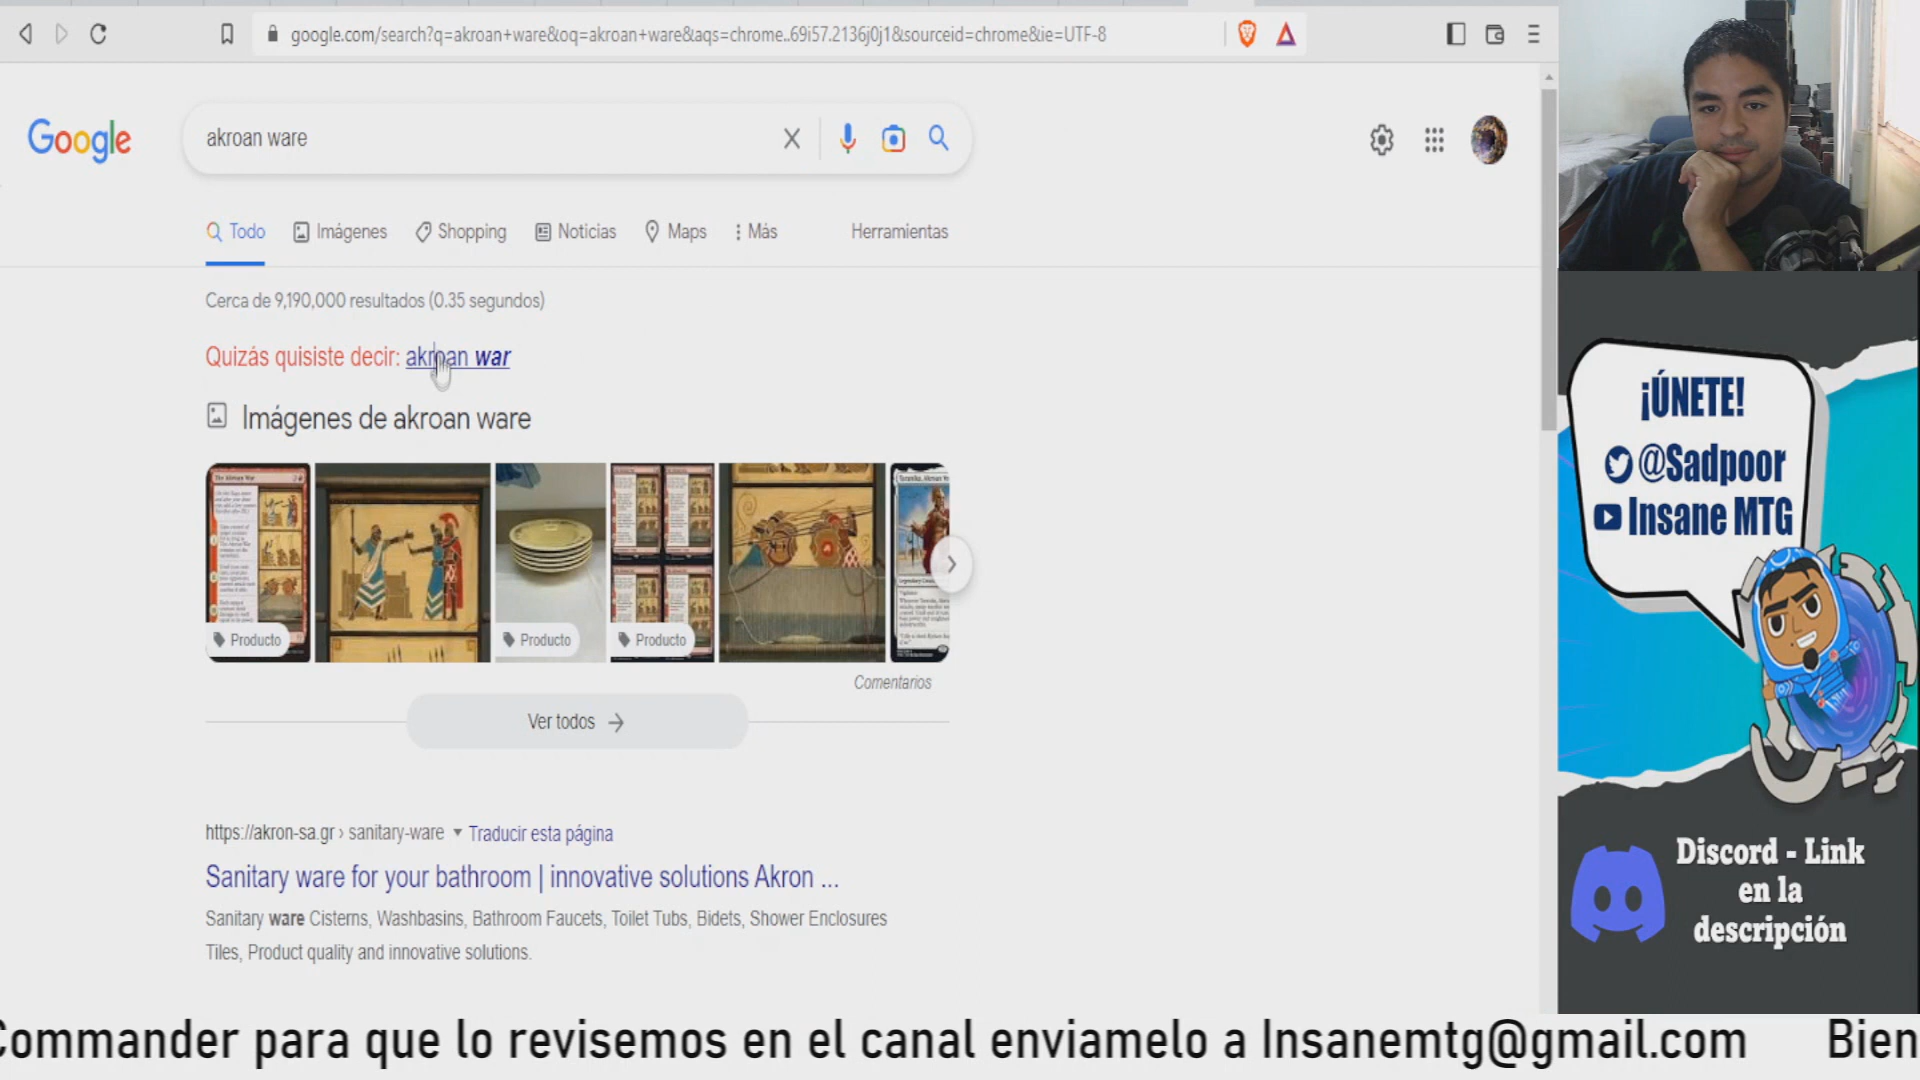 google.com/search?q=akroan+ware&oq=akroan+ware&aqs=chrome..69i57.2136j0j1&sourceid=chrome&ie=UTF-8
Google
akroan ware
Todo Imágenes Shopping Noticias Maps Más Herramientas
Cerca de 9,190,000 resultados (0.35 segundos)
Quizás quisiste decir: akroan war
Imágenes de akroan ware
The Akroan War
Producto Producto Producto
Comentarios
Ver todos
https://akron-sa.gr › sanitary-ware Traducir esta página
Sanitary ware for your bathroom | innovative solutions Akron ...
Sanitary ware Cisterns, Washbasins, Bathroom Faucets, Toilet Tubs, Bidets, Shower Enclosures
Tiles, Product quality and innovative solutions.
¡ÚNETE!
@Sadpoor
Insane MTG
Discord - Link
en la
descripción
Commander para que lo revisemos en el canal enviamelo a Insanemtg@gmail.com Bien